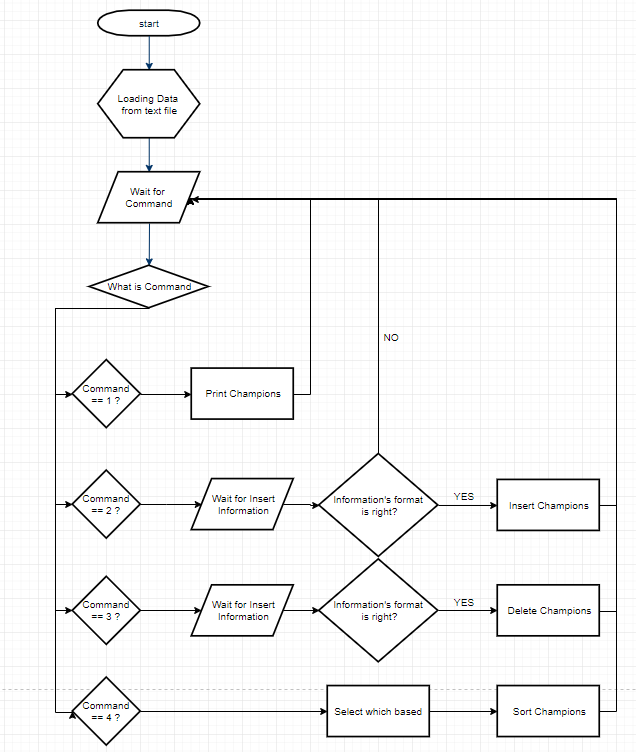 start
Loading Data
from text file
Wait for
Command
What is Command
NO
Command
== 1 ?
Print Champions
Command
== 2 ?
Wait for Insert
Information
Information's format
is right?
YES
Insert Champions
Command
== 3 ?
Wait for Insert
Information
Information's format
is right?
YES
Delete Champions
Command
== 4 ?
Select which based
Sort Champions